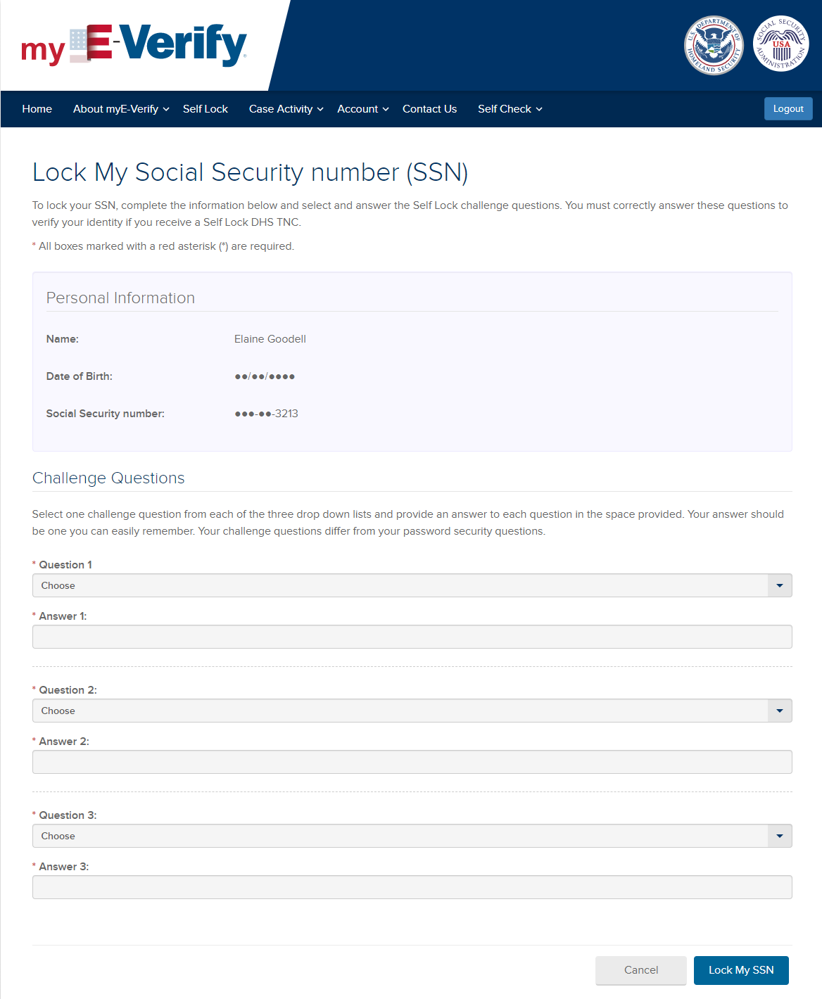 my E-Verify®
U.S. DEPARTMENT OF HOMELAND SECURITY
SOCIAL SECURITY ADMINISTRATION
USA
Home About myE-Verify Self Lock Case Activity Account Contact Us Self Check Logout
Lock My Social Security number (SSN)
To lock your SSN, complete the information below and select and answer the Self Lock challenge questions. You must correctly answer these questions to
verify your identity if you receive a Self Lock DHS TNC.
* All boxes marked with a red asterisk (*) are required.
Personal Information
Name: Elaine Goodell
Date of Birth: ●●/●●/●●●●
Social Security number: ●●●-●●-3213
Challenge Questions
Select one challenge question from each of the three drop down lists and provide an answer to each question in the space provided. Your answer should
be one you can easily remember. Your challenge questions differ from your password security questions.
* Question 1
Choose
* Answer 1:
* Question 2:
Choose
* Answer 2:
* Question 3:
Choose
* Answer 3:
Cancel Lock My SSN